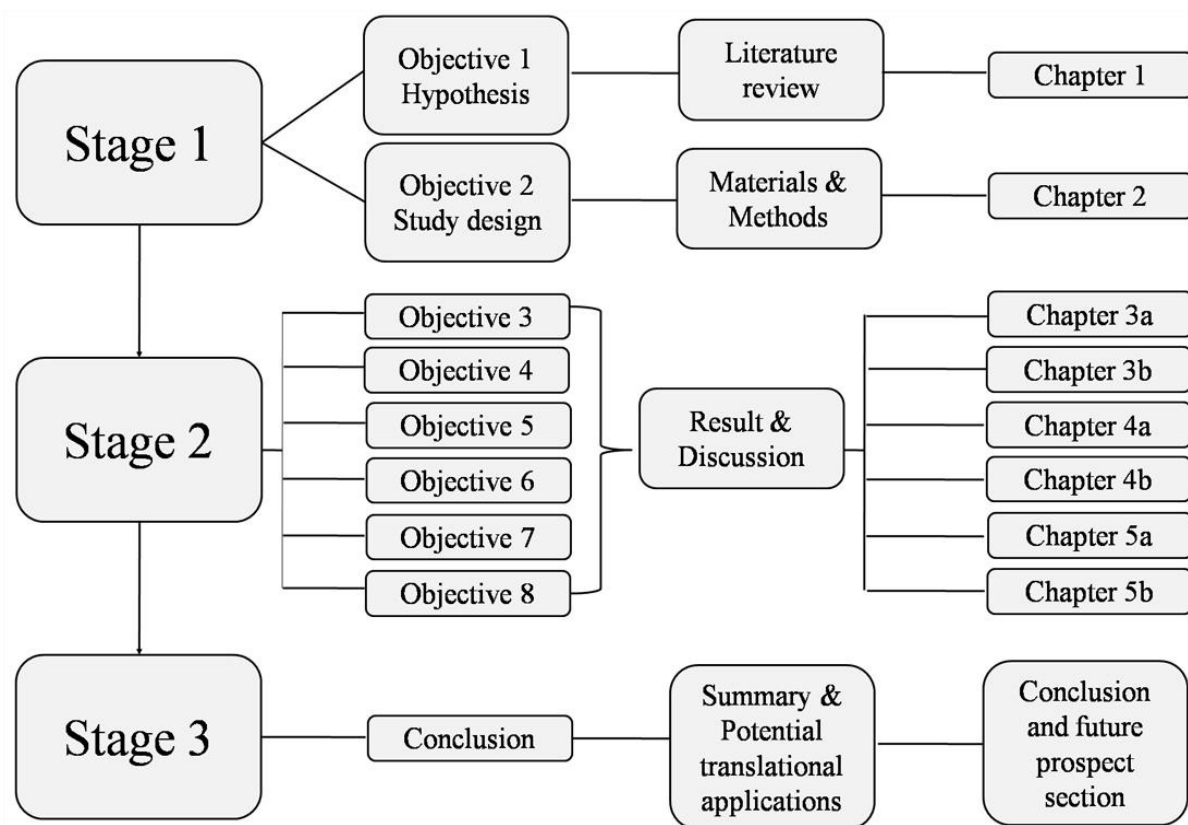 Stage 1
Objective 1
Hypothesis
Literature
review
Chapter 1
Objective 2
Study design
Materials &
Methods
Chapter 2
Stage 2
Objective 3
Objective 4
Objective 5
Objective 6
Objective 7
Objective 8
Result &
Discussion
Chapter 3a
Chapter 3b
Chapter 4a
Chapter 4b
Chapter 5a
Chapter 5b
Stage 3
Conclusion
Summary &
Potential
translational
applications
Conclusion
and future
prospect
section